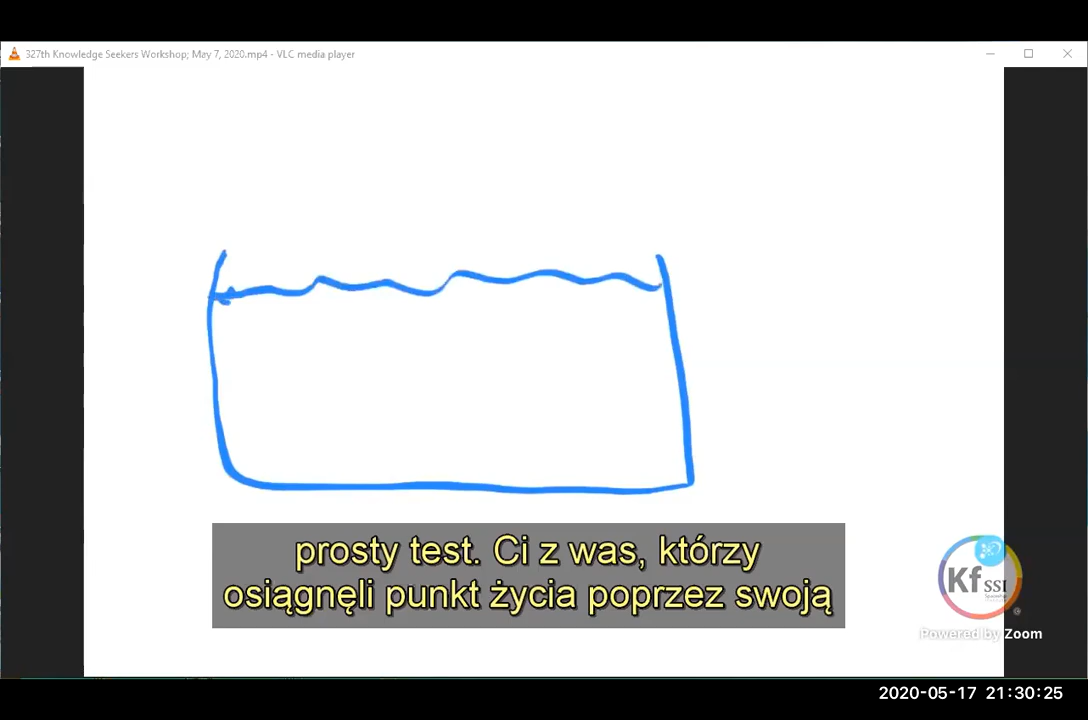 327th Knowledge Seekers Workshop; May 7, 2020.mp4 - VLC media player
prosty test. Ci z was, którzy
osiągnęli punkt życia poprzez swoją
Kf SSI
Powered by Zoom
2020-05-17 21:30:25